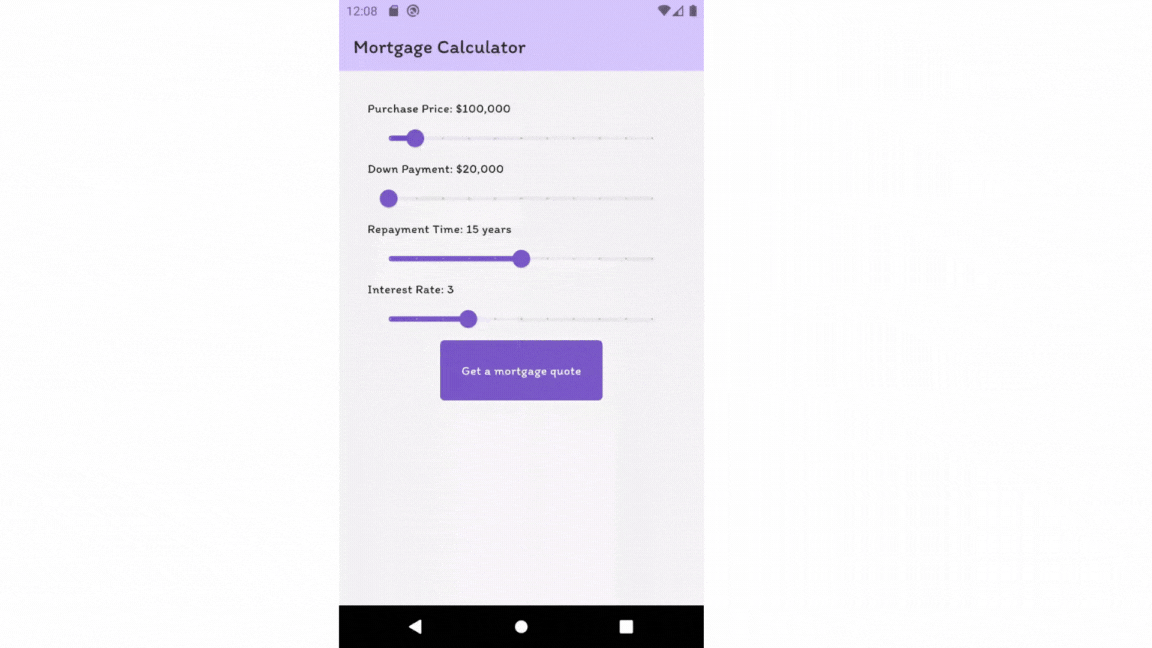 12:08
Mortgage Calculator
Purchase Price: $100,000
Down Payment: $20,000
Repayment Time: 15 years
Interest Rate: 3
Get a mortgage quote